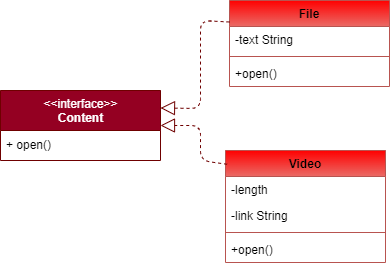 File
-text String
+open()
<<interface>>
Content
+ open()
Video
-length
-link String
+open()